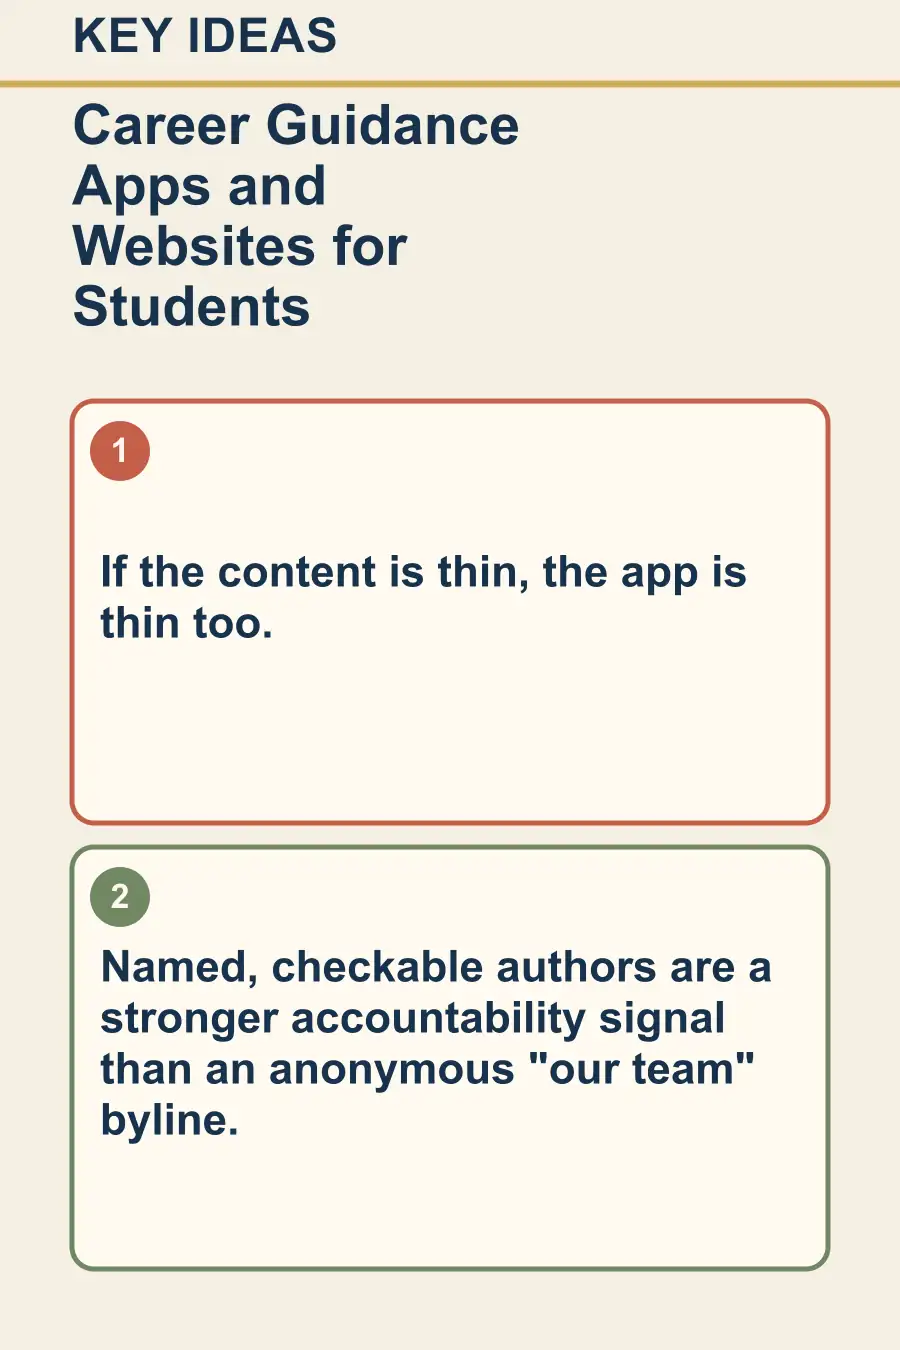 KEY IDEAS
Career Guidance
Apps and
Websites for
Students
1
If the content is thin, the app is
thin too.
2
Named, checkable authors are a
stronger accountability signal
than an anonymous "our team"
byline.